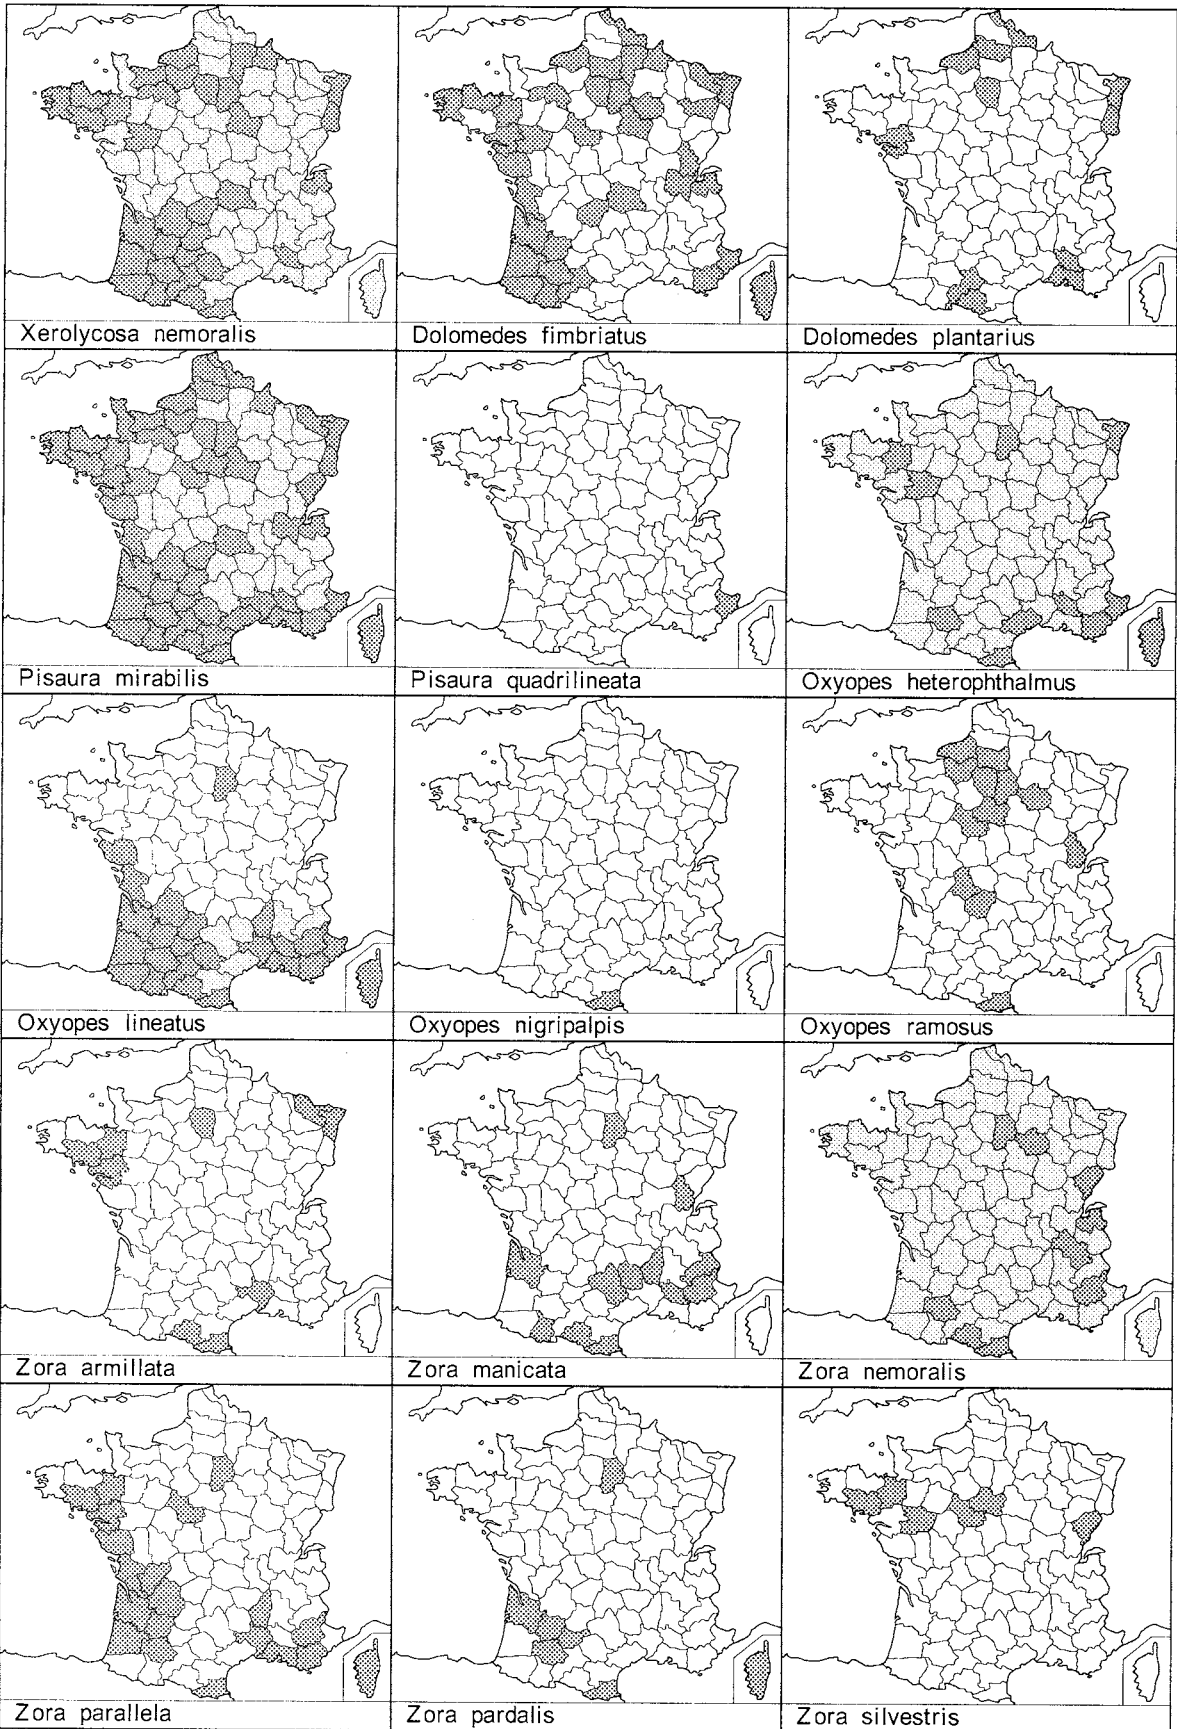 Xerolycosa nemoralis
Dolomedes fimbriatus
Dolomedes plantarius
Pisaura mirabilis
Pisaura quadrilineata
Oxyopes heterophthalmus
Oxyopes lineatus
Oxyopes nigripalpis
Oxyopes ramosus
Zora armillata
Zora manicata
Zora nemoralis
Zora parallela
Zora pardalis
Zora silvestris